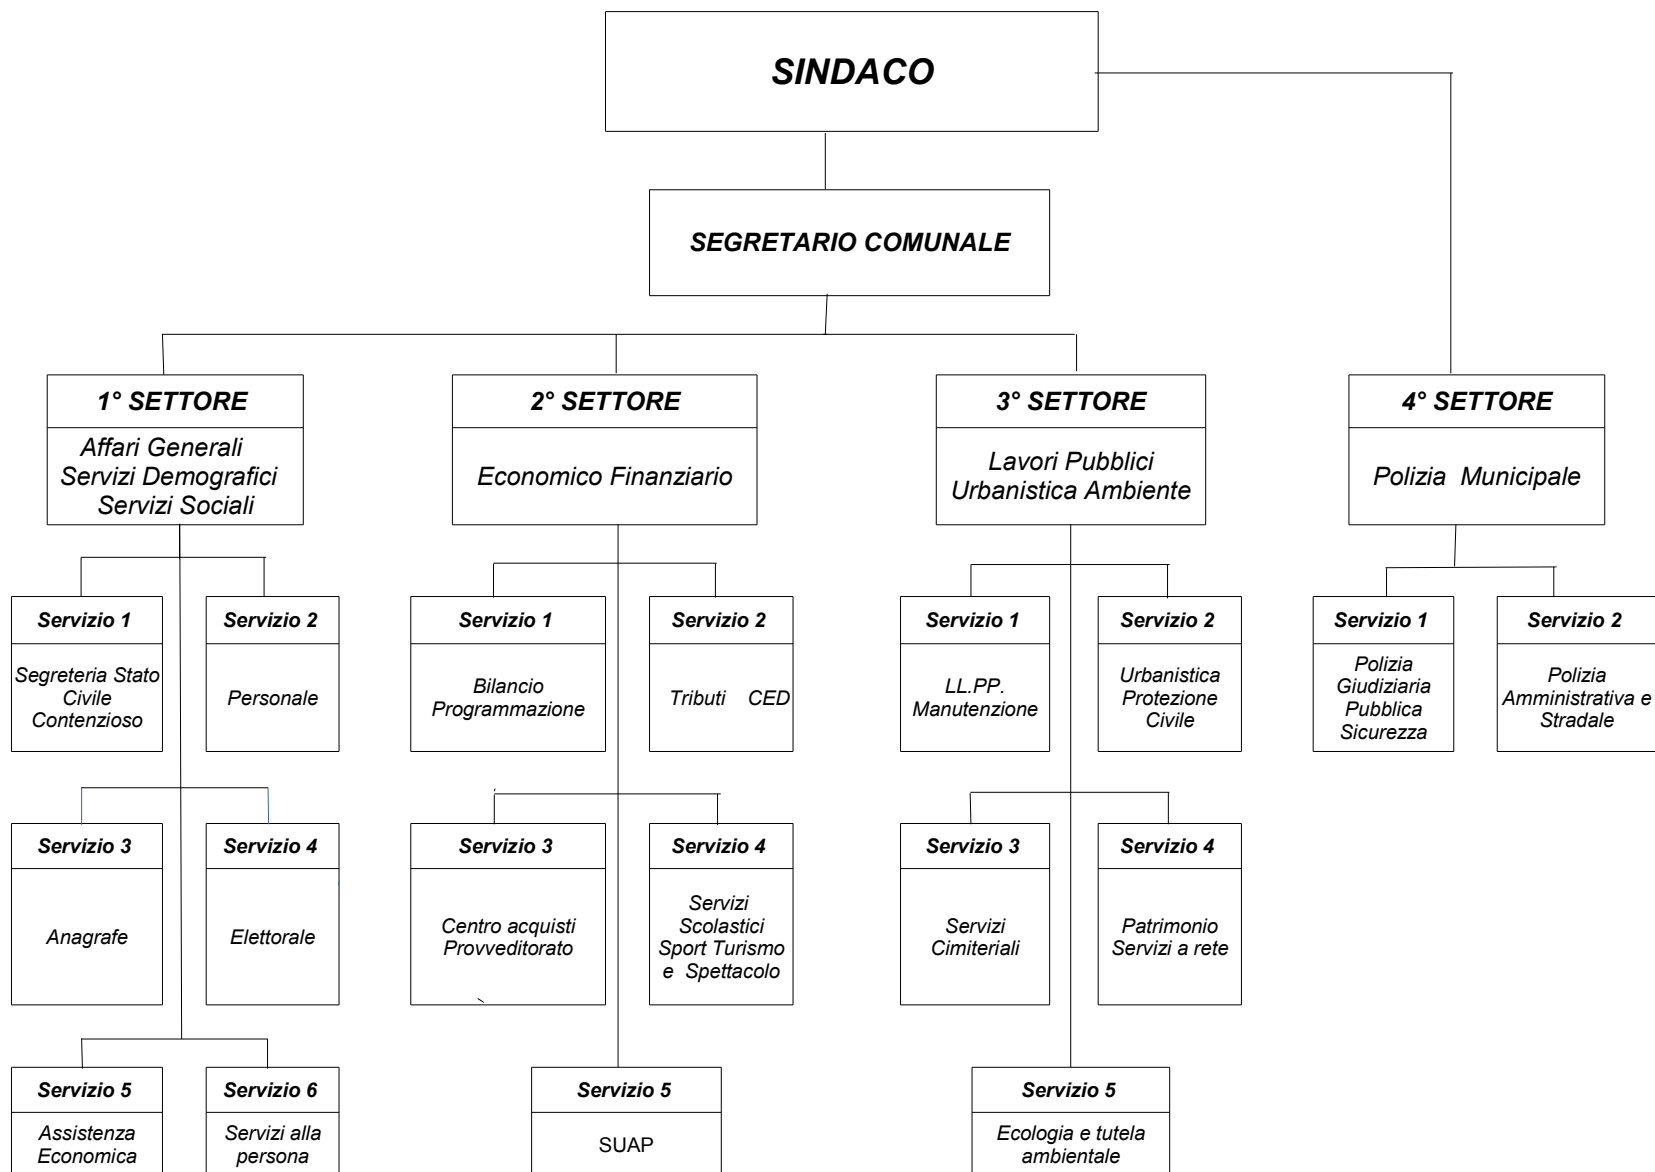 SINDACO
SEGRETARIO COMUNALE
1° SETTORE
Affari Generali
Servizi Demografici
Servizi Sociali
2° SETTORE
Economico Finanziario
3° SETTORE
Lavori Pubblici
Urbanistica Ambiente
4° SETTORE
Polizia Municipale
Servizio 1
Segreteria Stato
Civile
Contenzioso
Servizio 2
Personale
Servizio 1
Bilancio
Programmazione
Servizio 2
Tributi CED
Servizio 1
LL.PP.
Manutenzione
Servizio 2
Urbanistica
Protezione
Civile
Servizio 1
Polizia
Giudiziaria
Pubblica
Sicurezza
Servizio 2
Polizia
Amministrativa e
Stradale
Servizio 3
Anagrafe
Servizio 4
Elettorale
Servizio 3
Centro acquisti
Provveditorato
Servizio 4
Servizi
Scolastici
Sport Turismo
e Spettacolo
Servizio 3
Servizi
Cimiteriali
Servizio 4
Patrimonio
Servizi a rete
Servizio 5
Assistenza
Economica
Servizio 6
Servizi alla
persona
Servizio 5
SUAP
Servizio 5
Ecologia e tutela
ambientale